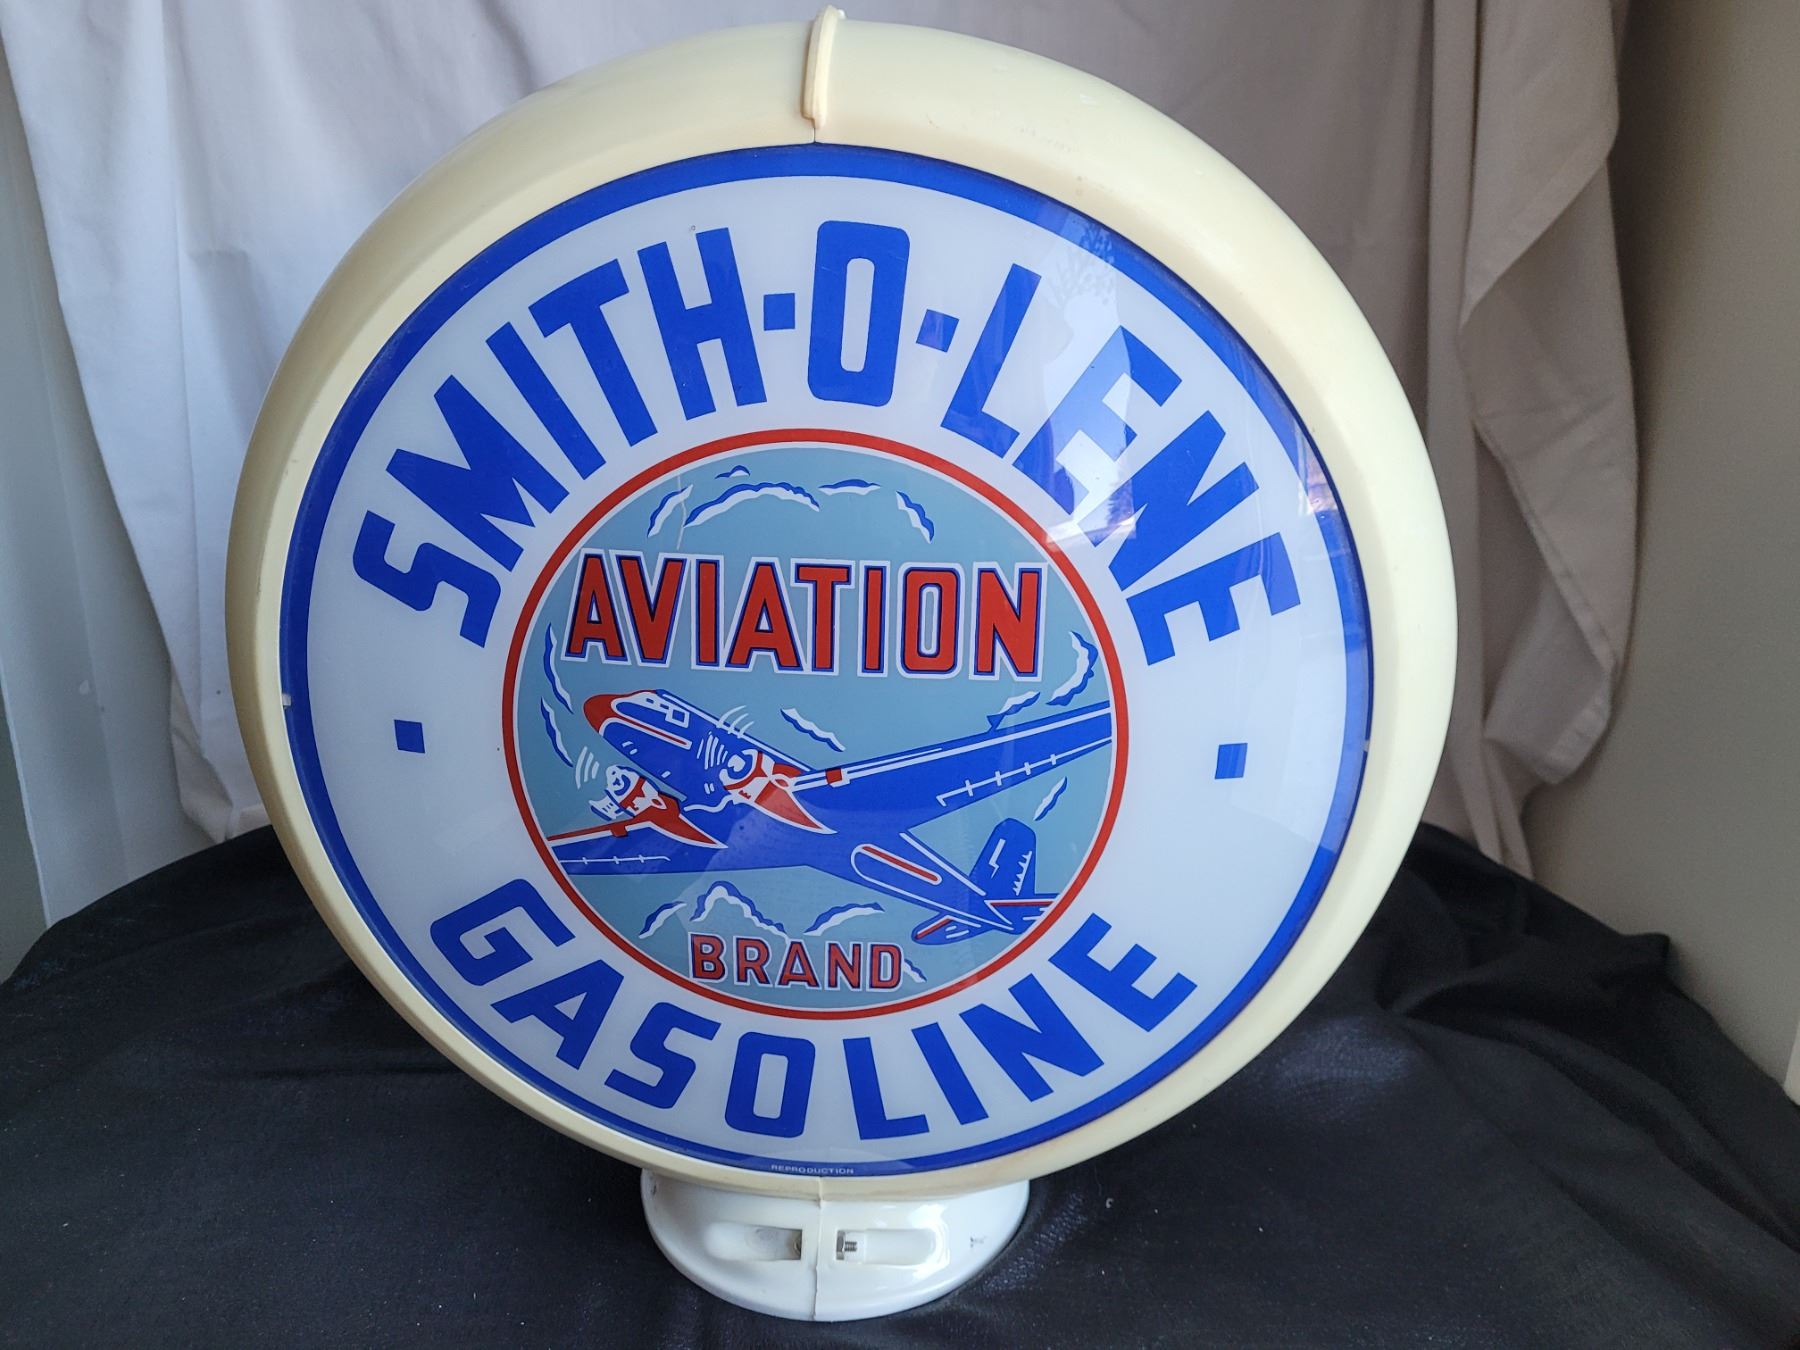 SMITH·O·LENE
AVIATION
BRAND
GASOLINE
REPRODUCTION